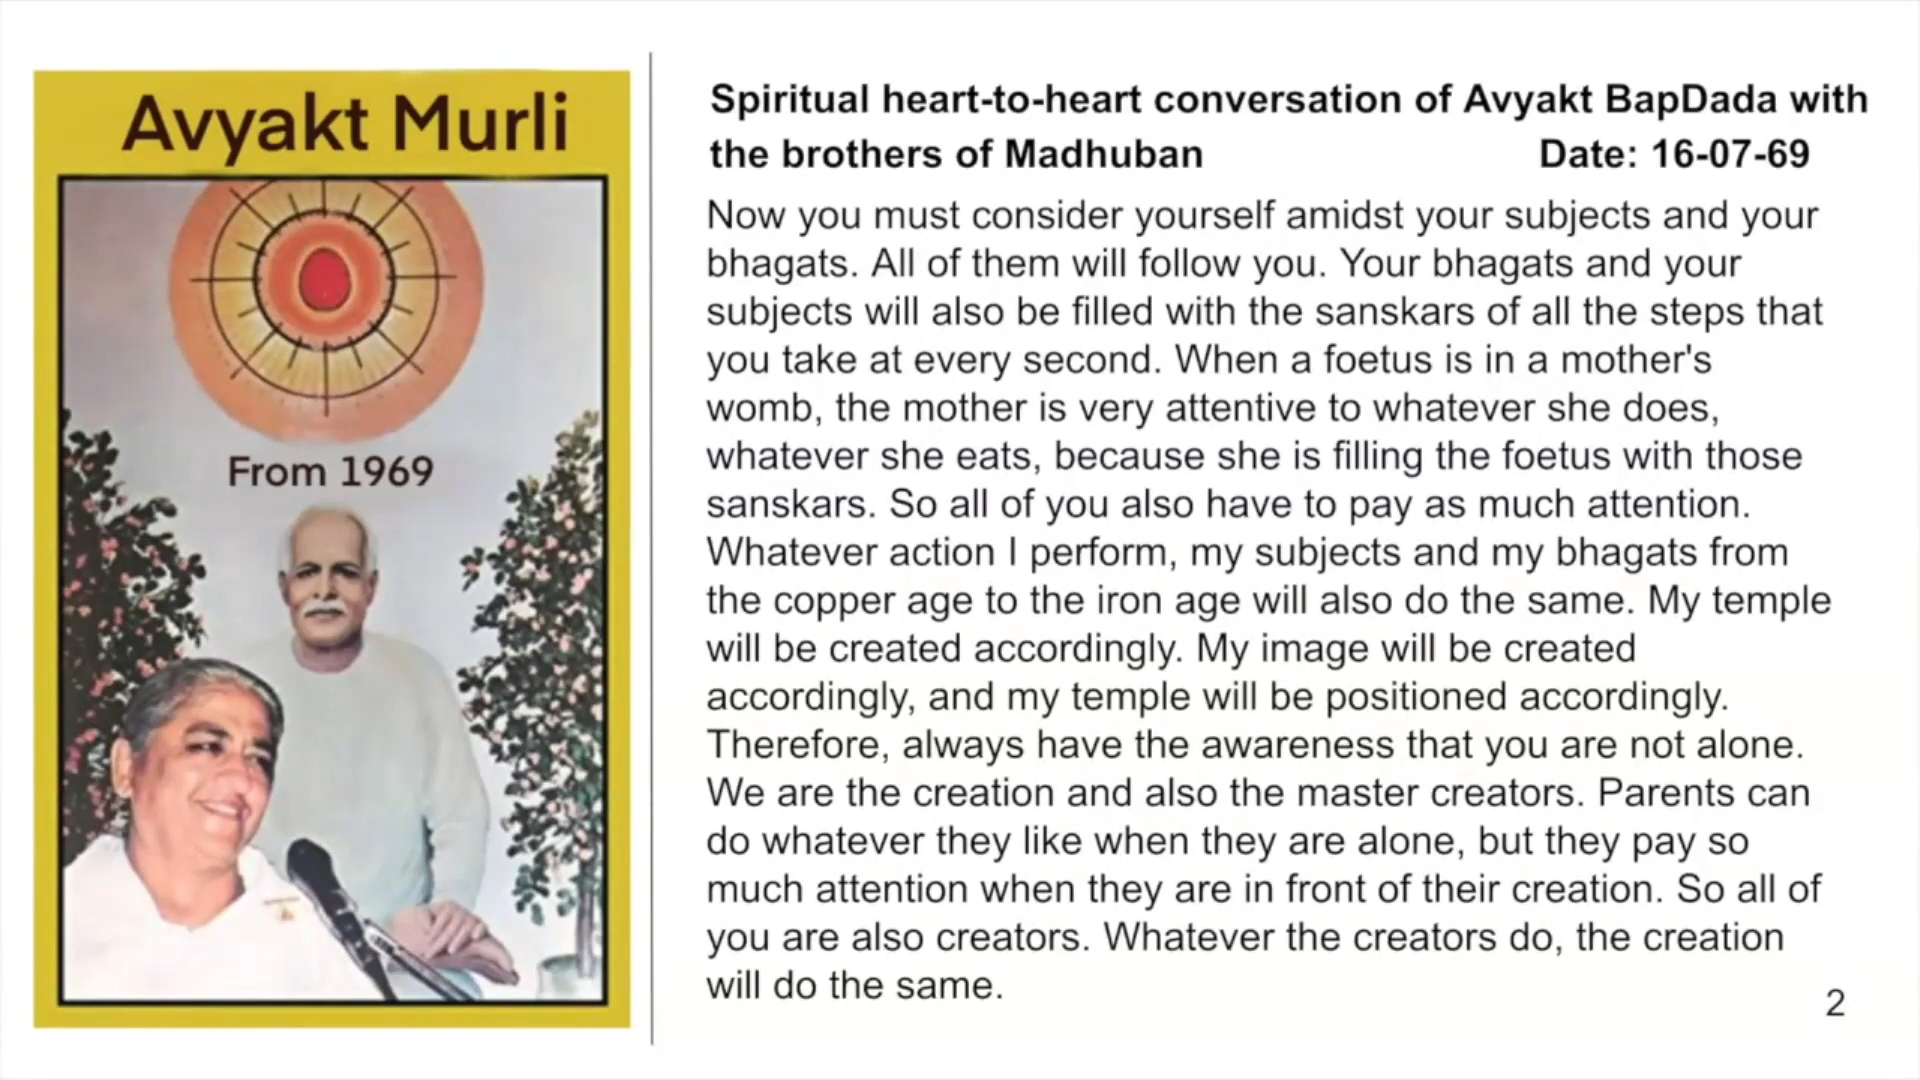 Avyakt Murli
From 1969
Spiritual heart-to-heart conversation of Avyakt BapDada with
the brothers of Madhuban Date: 16-07-69
Now you must consider yourself amidst your subjects and your
bhagats. All of them will follow you. Your bhagats and your
subjects will also be filled with the sanskars of all the steps that
you take at every second. When a foetus is in a mother's
womb, the mother is very attentive to whatever she does,
whatever she eats, because she is filling the foetus with those
sanskars. So all of you also have to pay as much attention.
Whatever action I perform, my subjects and my bhagats from
the copper age to the iron age will also do the same. My temple
will be created accordingly. My image will be created
accordingly, and my temple will be positioned accordingly.
Therefore, always have the awareness that you are not alone.
We are the creation and also the master creators. Parents can
do whatever they like when they are alone, but they pay so
much attention when they are in front of their creation. So all of
you are also creators. Whatever the creators do, the creation
will do the same.
2